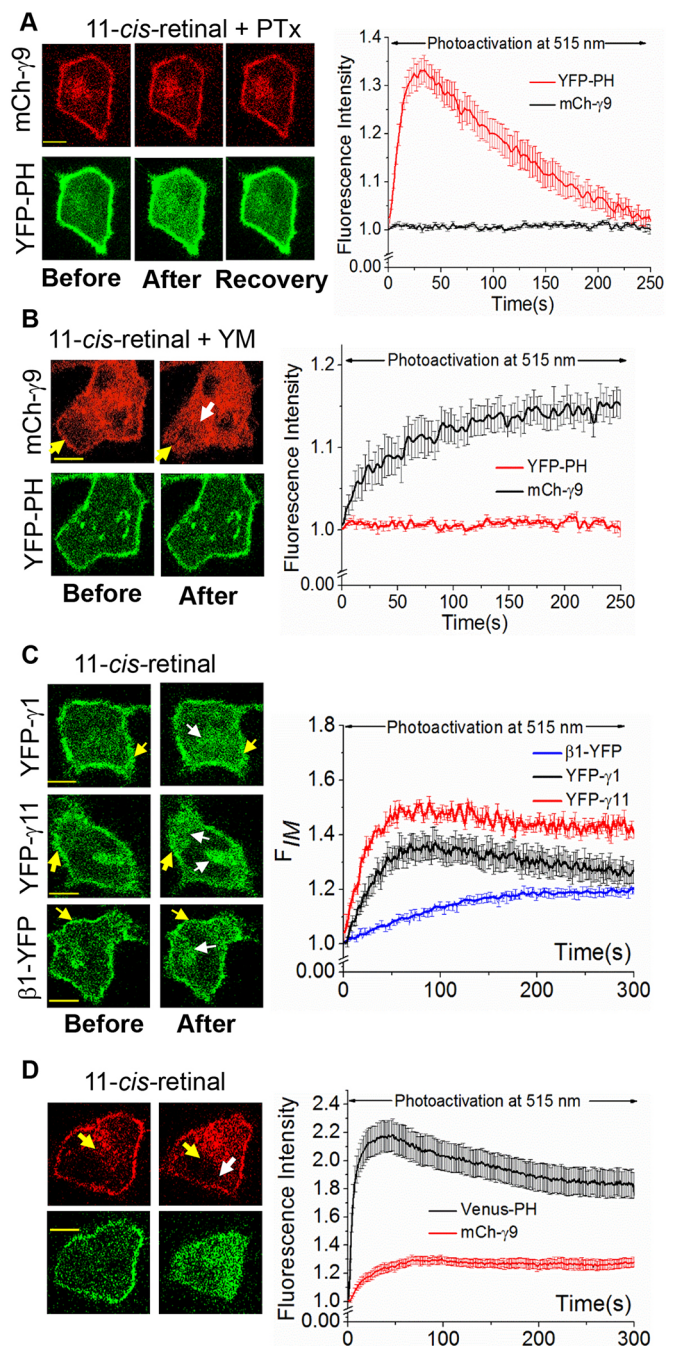 A
11-cis-retinal + PTx
mCh-γ9
YFP-PH
Before After Recovery
Fluorescence Intensity
1.4
1.3
1.2
1.1
1.0
0.00
Photoactivation at 515 nm
YFP-PH
mCh-γ9
0 50 100 150 200 250
Time(s)
B
11-cis-retinal + YM
mCh-γ9
YFP-PH
Before After
Fluorescence Intensity
1.2
1.1
1.0
0.00
Photoactivation at 515 nm
YFP-PH
mCh-γ9
0 50 100 150 200 250
Time(s)
C
11-cis-retinal
YFP-γ1
YFP-γ11
β1-YFP
Before After
FIM
1.8
1.6
1.4
1.2
1.0
0.00
Photoactivation at 515 nm
β1-YFP
YFP-γ1
YFP-γ11
Time(s)
0 100 200 300
D
11-cis-retinal
Fluorescence Intensity
2.4
2.2
2.0
1.8
1.6
1.4
1.2
1.0
0.00
Photoactivation at 515 nm
Venus-PH
mCh-γ9
Time(s)
0 100 200 300